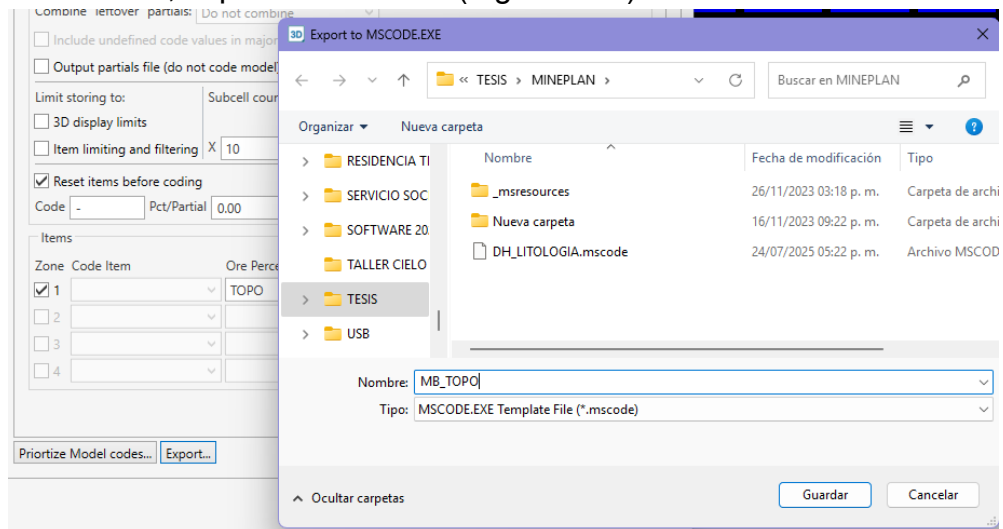 Combine leftover partials: Do not combine
Include undefined code values in major
Output partials file (do not code model
Limit storing to:
Subcell cour
3D display limits
Item limiting and filtering
X 10
Reset items before coding
Code - Pct/Partial 0.00
Items
Zone Code Item Ore Perce
1 TOPO
2
3
4
Priortize Model codes... Export...
3D Export to MSCODE.EXE
« TESIS > MINEPLAN >
Buscar en MINEPLAN
Organizar Nueva carpeta
RESIDENCIA TI
SERVICIO SOC
SOFTWARE 20
TALLER CIELO
TESIS
USB
Nombre Fecha de modificación Tipo
_msresources 26/11/2023 03:18 p. m. Carpeta de archi
Nueva carpeta 16/11/2023 09:22 p. m. Carpeta de archi
DH_LITOLOGIA.mscode 24/07/2025 05:22 p. m. Archivo MSCOD
Nombre: MB_TOPO
Tipo: MSCODE.EXE Template File (*.mscode)
Ocultar carpetas
Guardar Cancelar